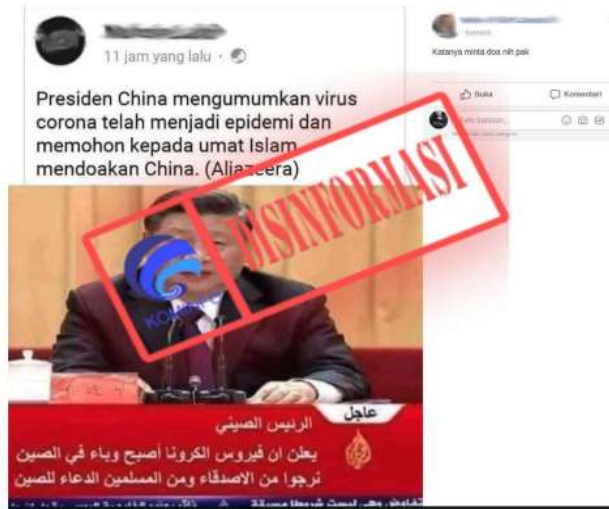 11 jam yang lalu
Presiden China mengumumkan virus
corona telah menjadi epidemi dan
memohon kepada umat Islam
mendoakan China. (Aljazeera)
DISINFORMASI
KOMINFO
عاجل
الرئيس الصيني
يعلن ان فيروس الكرونا أصبح وباء في الصين
نرجوا من الاصدقاء ومن المسلمين الدعاء للصين
Katanya minta doa nih pak
Suka
Komentari